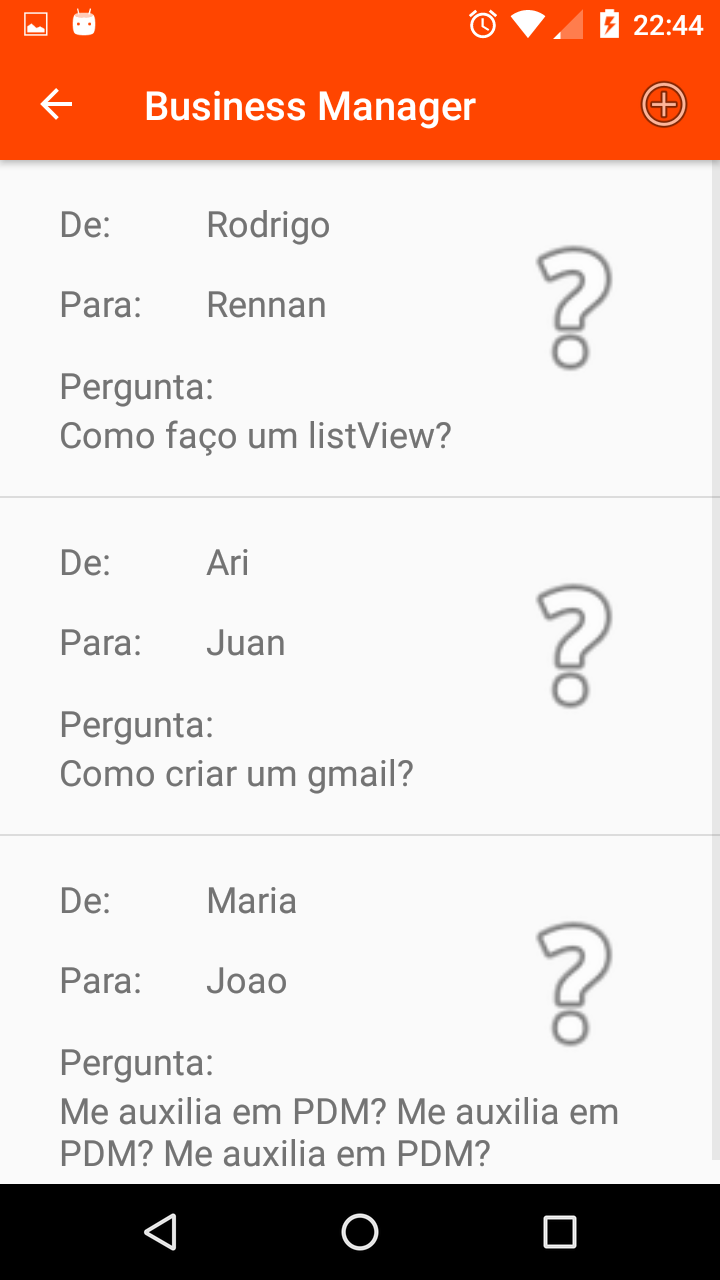 22:44
Business Manager
De: Rodrigo
Para: Rennan
Pergunta:
Como faço um listView?
De: Ari
Para: Juan
Pergunta:
Como criar um gmail?
De: Maria
Para: Joao
Pergunta:
Me auxilia em PDM? Me auxilia em
PDM? Me auxilia em PDM?